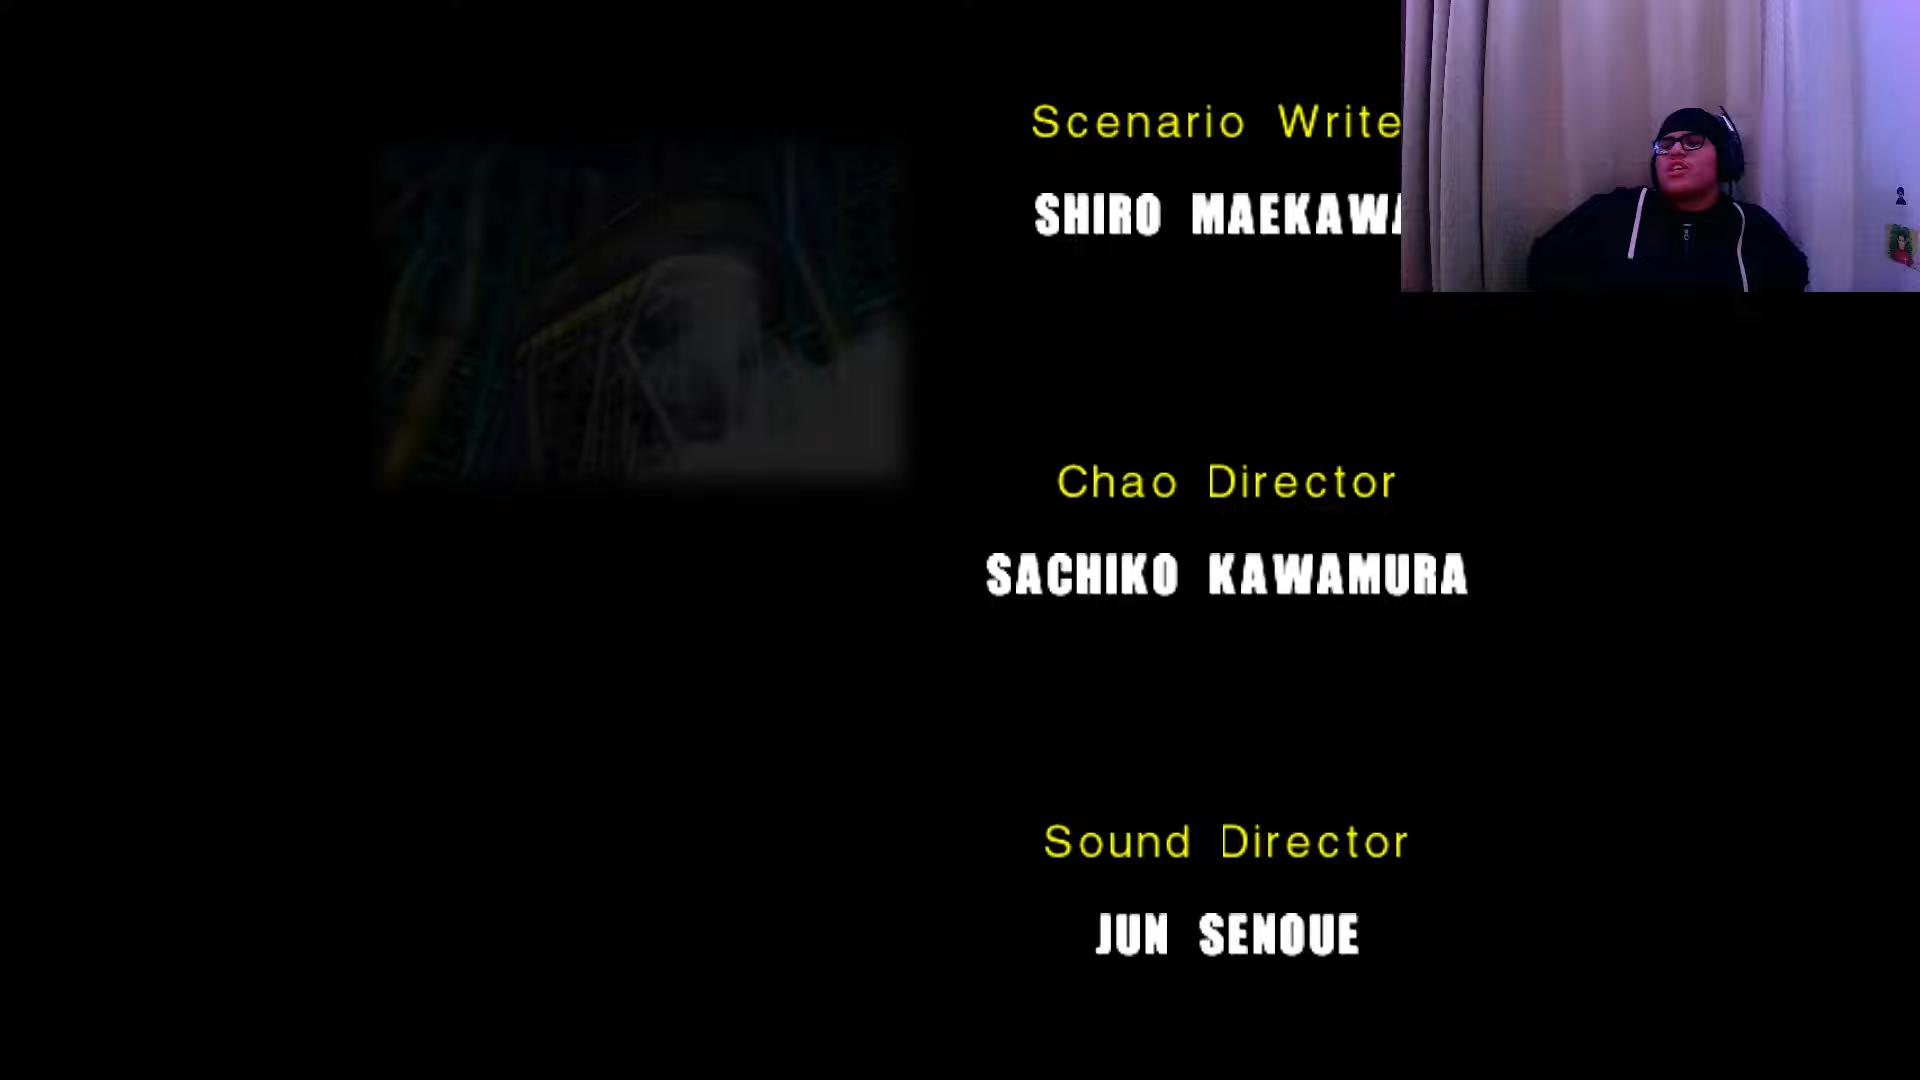 Scenario Write
SHIRO MAEKAWA
Chao Director
SACHIKO KAWAMURA
Sound Director
JUN SENOUE